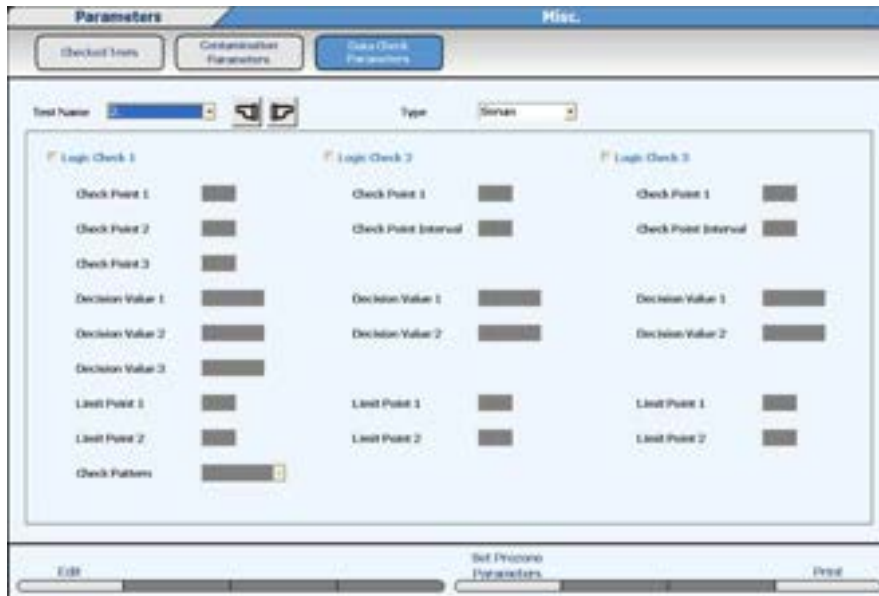 Parameters Misc.
Checked Tests Contamination Parameters Data Check Parameters
Test Name Type Serum
Logic Check 1 Logic Check 2 Logic Check 3
Check Point 1 Check Point 1 Check Point 1
Check Point 2 Check Point Interval Check Point Interval
Check Point 3
Decision Value 1 Decision Value 1 Decision Value 1
Decision Value 2 Decision Value 2 Decision Value 2
Decision Value 3
Limit Point 1 Limit Point 1 Limit Point 1
Limit Point 2 Limit Point 2 Limit Point 2
Check Pattern
Edit Set Prozone Parameters Print